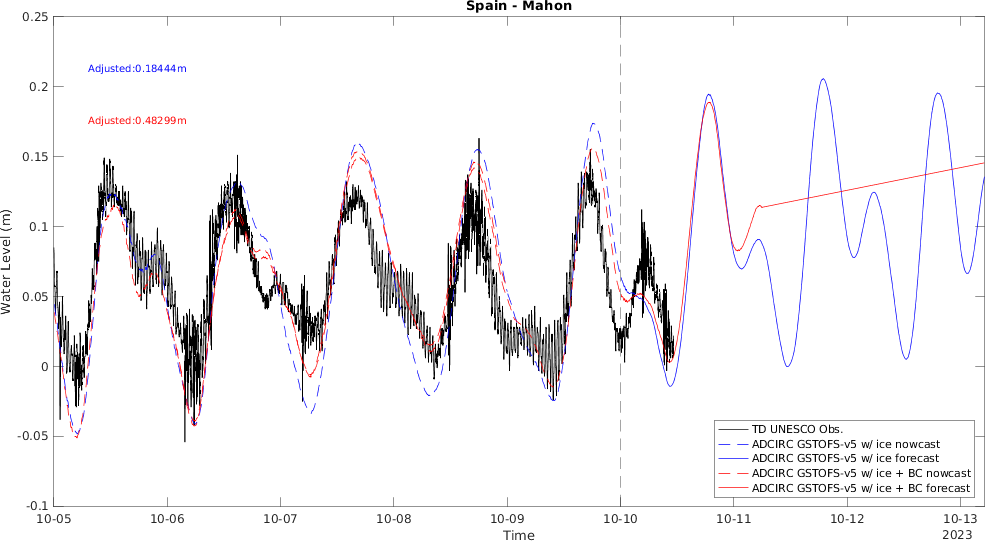 Spain - Mahon
0.25
0.2
0.15
0.1
0.05
0
-0.05
-0.1
Water Level (m)
Adjusted:0.18444m
Adjusted:0.48299m
TD UNESCO Obs.
ADCIRC GSTOFS-v5 w/ ice nowcast
ADCIRC GSTOFS-v5 w/ ice forecast
ADCIRC GSTOFS-v5 w/ ice + BC nowcast
ADCIRC GSTOFS-v5 w/ ice + BC forecast
10-05 10-06 10-07 10-08 10-09 10-10 10-11 10-12 10-13
Time
2023